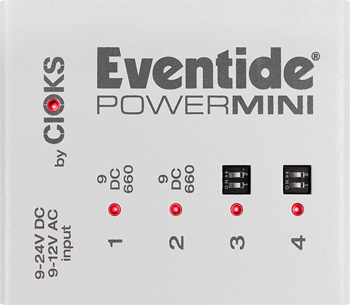 Eventide®
POWERMINI
by CIOKS
9
DC
660
9
DC
660
1
2
3
4
9-24V DC
9-12V AC
input